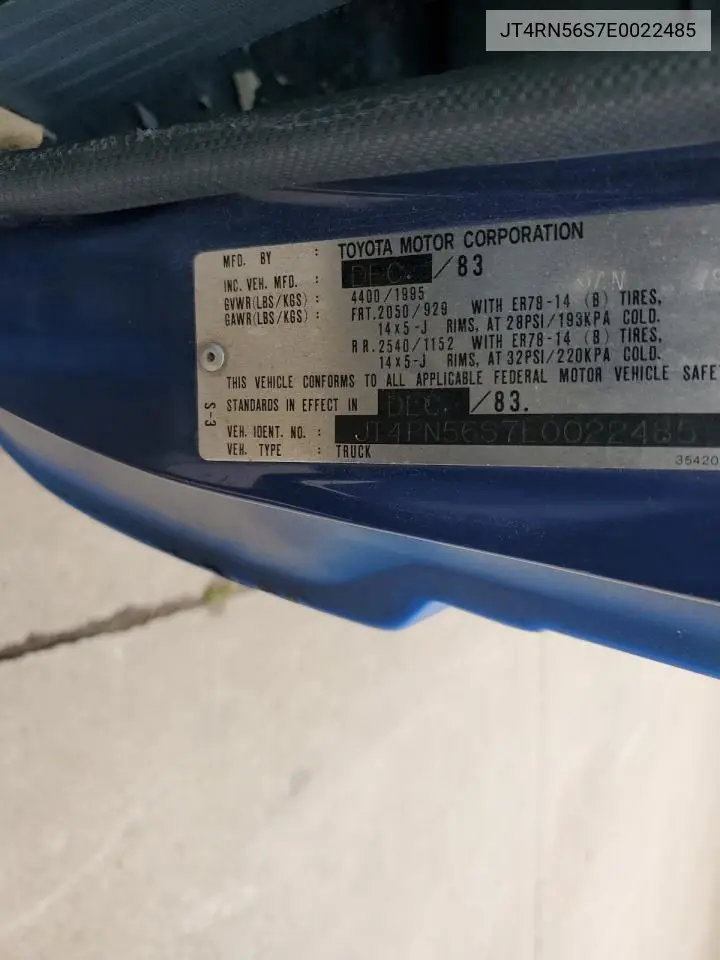 JT4RN56S7E0022485
MFD. BY : TOYOTA MOTOR CORPORATION
INC. VEH. MFD. : DEC. /83
GVWR(LBS/KGS) : 4400/1995
GAWR(LBS/KGS) : FRT.2050/929 WITH ER78-14 (B) TIRES,
14x5-J RIMS, AT 28PSI/193KPA COLD.
RR.2540/1152 WITH ER78-14 (B) TIRES,
14x5-J RIMS, AT 32PSI/220KPA COLD.
THIS VEHICLE CONFORMS TO ALL APPLICABLE FEDERAL MOTOR VEHICLE SAFE
STANDARDS IN EFFECT IN DEC. /83.
VEH. IDENT. NO. : JT4RN56S7E0022485
VEH. TYPE : TRUCK
S-3
35420